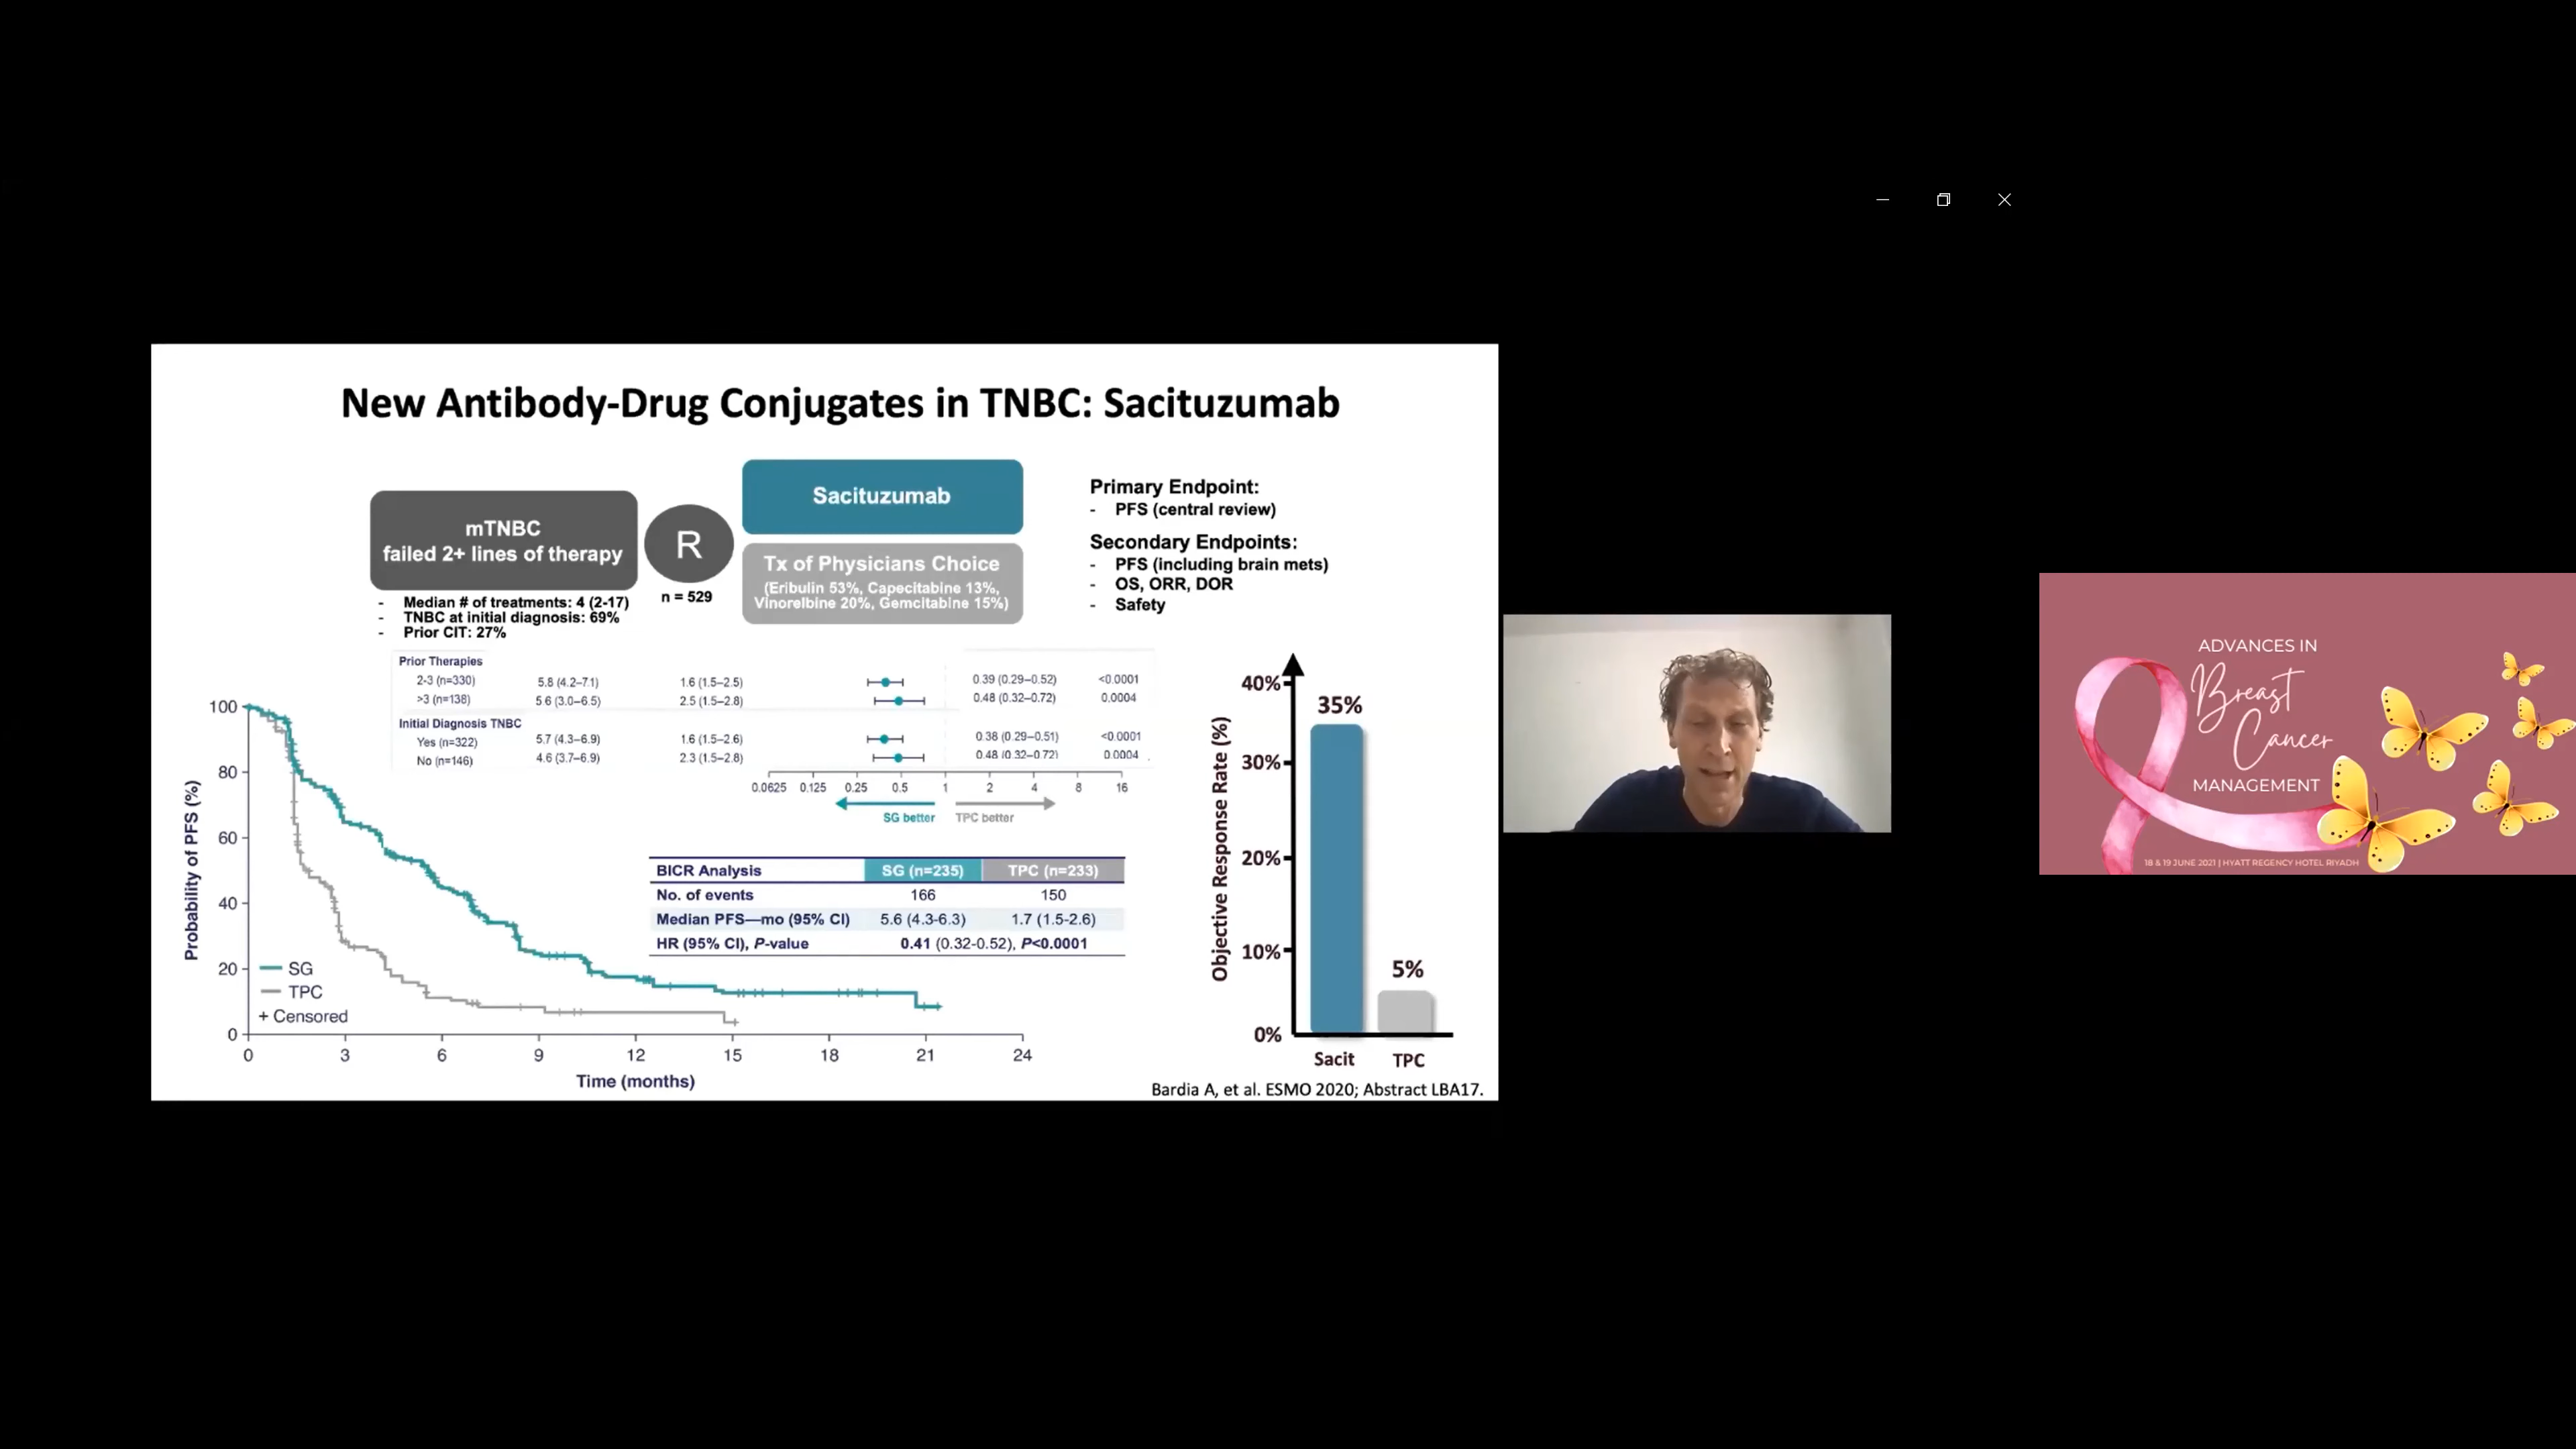 New Antibody-Drug Conjugates in TNBC: Sacituzumab
mTNBC
failed 2+ lines of therapy
R
n = 529
Sacituzumab
Tx of Physicians Choice
(Eribulin 53%, Capecitabine 13%,
Vinorelbine 20%, Gemcitabine 15%)
Primary Endpoint:
- PFS (central review)
Secondary Endpoints:
- PFS (including brain mets)
- OS, ORR, DOR
- Safety
- Median # of treatments: 4 (2-17)
- TNBC at initial diagnosis: 69%
- Prior CIT: 27%
Prior Therapies
2-3 (n=330) 5.8 (4.2–7.1) 1.6 (1.5–2.5) 0.39 (0.29–0.52) <0.0001
>3 (n=138) 5.6 (3.0–6.5) 2.5 (1.5–2.8) 0.48 (0.32–0.72) 0.0004
Initial Diagnosis TNBC
Yes (n=322) 5.7 (4.3–6.9) 1.6 (1.5–2.6) 0.38 (0.29–0.51) <0.0001
No (n=146) 4.6 (3.7–6.9) 2.3 (1.5–2.8) 0.48 (0.32–0.72) 0.0004
0.0625 0.125 0.25 0.5 1 2 4 8 16
SG better TPC better
BICR Analysis SG (n=235) TPC (n=233)
No. of events 166 150
Median PFS—mo (95% CI) 5.6 (4.3-6.3) 1.7 (1.5-2.6)
HR (95% CI), P-value 0.41 (0.32-0.52), P<0.0001
Probability of PFS (%)
100
80
60
40
20
0
SG
TPC
+ Censored
0 3 6 9 12 15 18 21 24
Time (months)
Objective Response Rate (%)
40%
30%
20%
10%
0%
35%
5%
Sacit TPC
Bardia A, et al. ESMO 2020; Abstract LBA17.
ADVANCES IN
Breast
Cancer
MANAGEMENT
18 & 19 JUNE 2021 | HYATT REGENCY HOTEL RIYADH